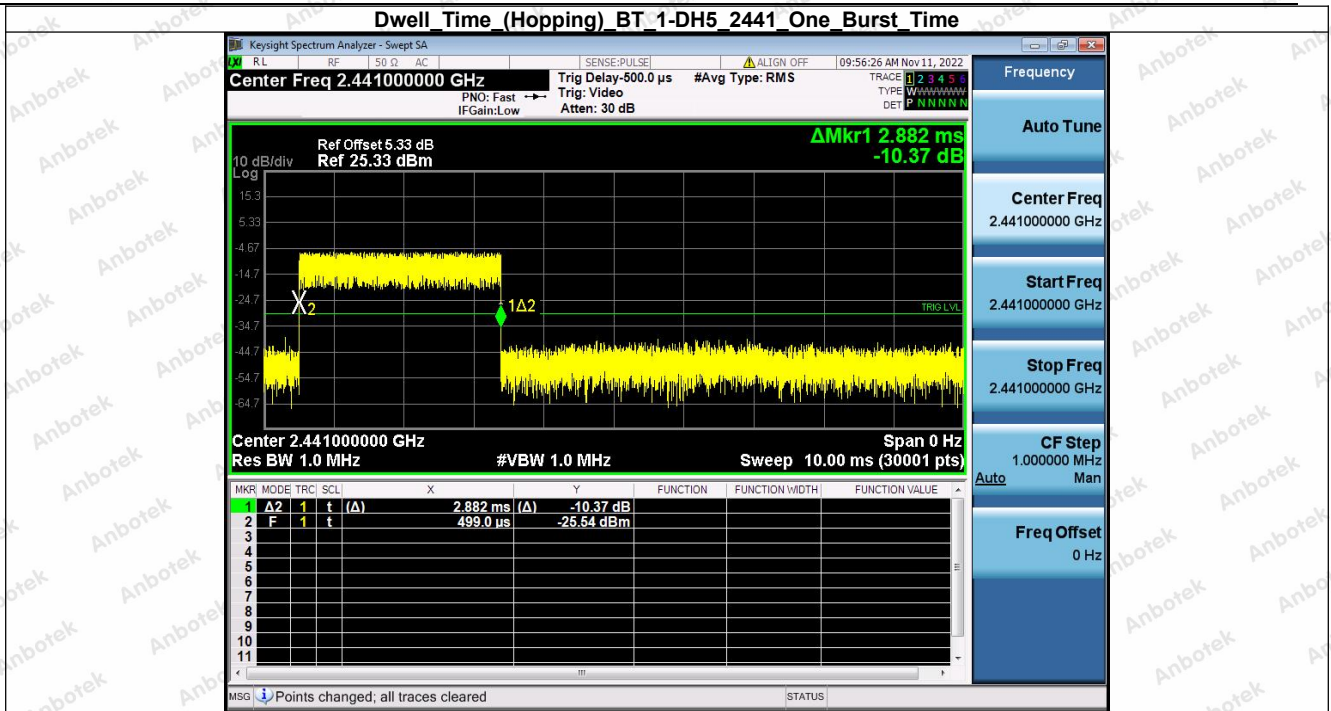 Dwell_Time_(Hopping)_BT_1-DH5_2441_One_Burst_Time
Keysight Spectrum Analyzer - Swept SA
LXI RL RF 50 Ω AC SENSE:PULSE ALIGN OFF 09:56:26 AM Nov 11, 2022
Center Freq 2.441000000 GHz
PNO: Fast
IFGain:Low
Trig Delay-500.0 µs
Trig: Video
Atten: 30 dB
#Avg Type: RMS
TRACE 1 2 3 4 5 6
TYPE WWWWWW
DET P N N N N N
ΔMkr1 2.882 ms
-10.37 dB
Ref Offset 5.33 dB
10 dB/div Ref 25.33 dBm
Log
15.3
5.33
-4.67
-14.7
-24.7
-34.7
-44.7
-54.7
-64.7
2
1Δ2
TRIG LVL
Center 2.441000000 GHz Span 0 Hz
Res BW 1.0 MHz #VBW 1.0 MHz Sweep 10.00 ms (30001 pts)
MKR MODE TRC SCL X Y FUNCTION FUNCTION WIDTH FUNCTION VALUE
1 Δ2 1 t (Δ) 2.882 ms (Δ) -10.37 dB
2 F 1 t 499.0 µs -25.54 dBm
3
4
5
6
7
8
9
10
11
MSG Points changed; all traces cleared STATUS
Frequency
Auto Tune
Center Freq
2.441000000 GHz
Start Freq
2.441000000 GHz
Stop Freq
2.441000000 GHz
CF Step
1.000000 MHz
Auto Man
Freq Offset
0 Hz
Anbotek